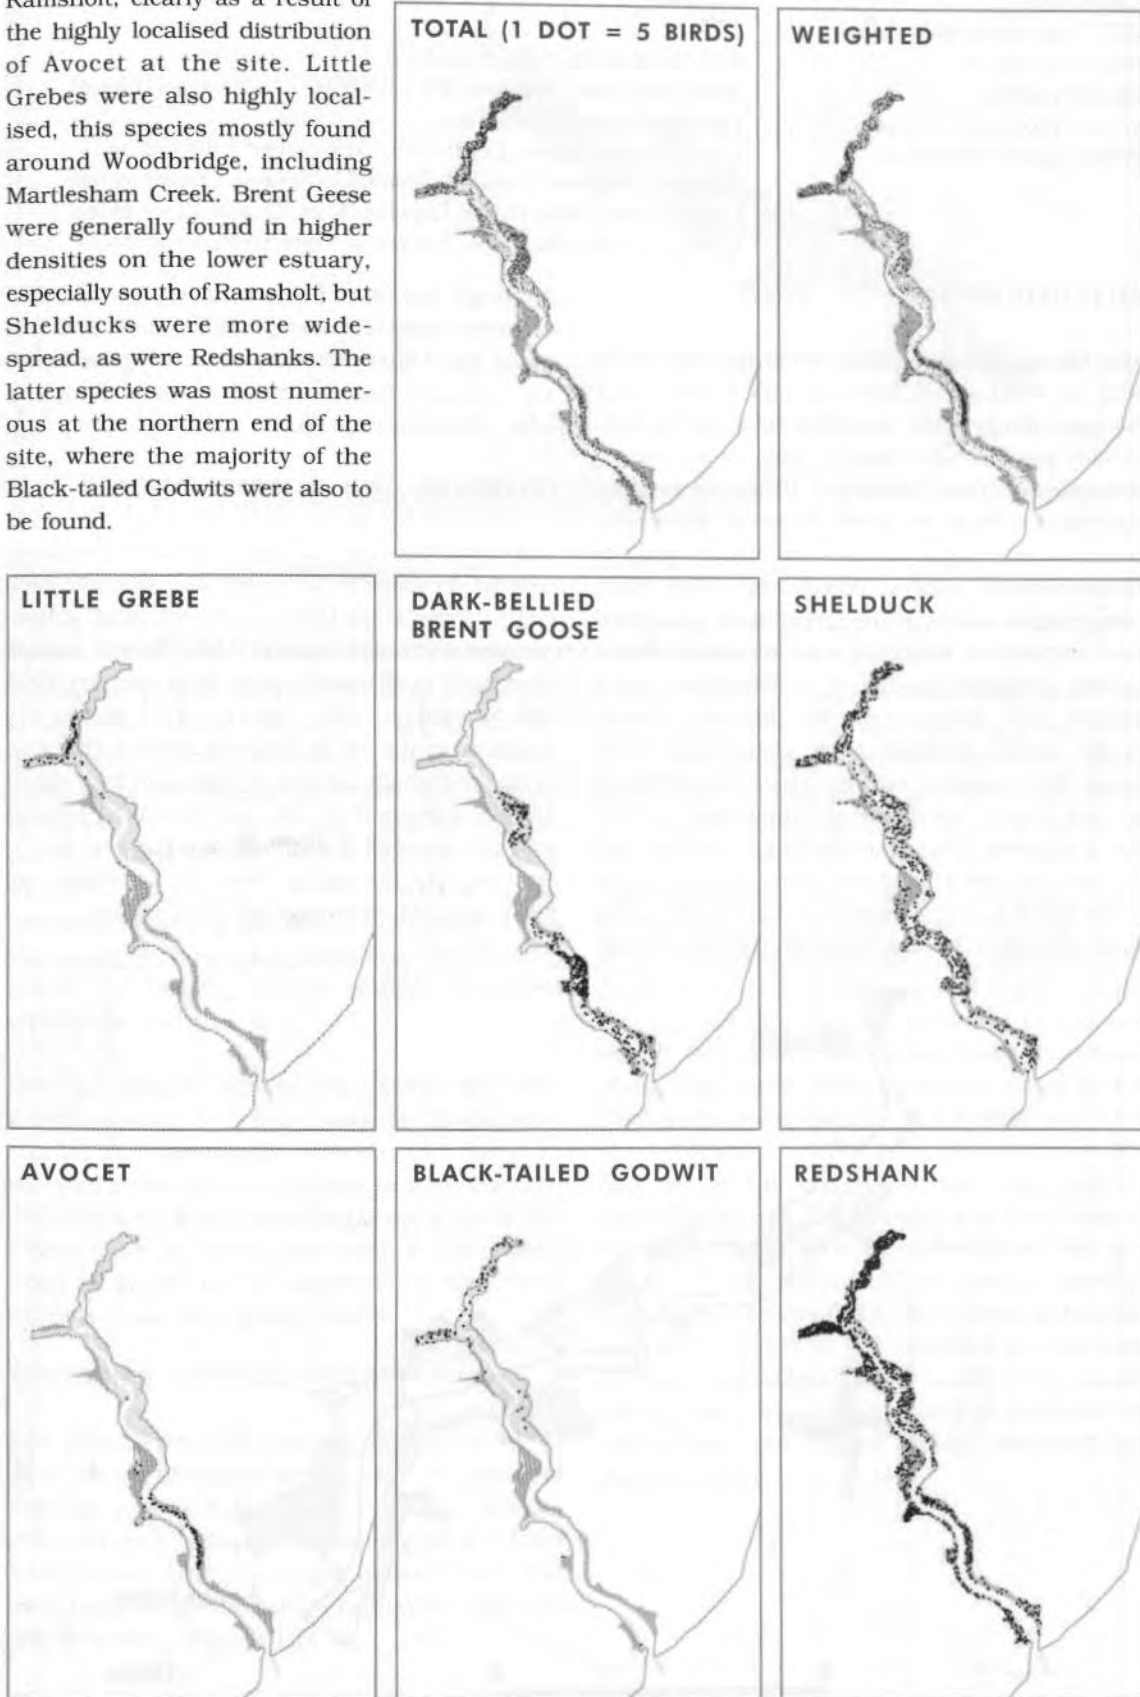 Ramsholt, clearly as a result of
the highly localised distribution
of Avocet at the site. Little
Grebes were also highly local-
ised, this species mostly found
around Woodbridge, including
Martlesham Creek. Brent Geese
were generally found in higher
densities on the lower estuary,
especially south of Ramsholt, but
Shelducks were more wide-
spread, as were Redshanks. The
latter species was most numer-
ous at the northern end of the
site, where the majority of the
Black-tailed Godwits were also to
be found.
TOTAL (1 DOT = 5 BIRDS)
WEIGHTED
LITTLE GREBE
DARK-BELLIED
BRENT GOOSE
SHELDUCK
AVOCET
BLACK-TAILED GODWIT
REDSHANK